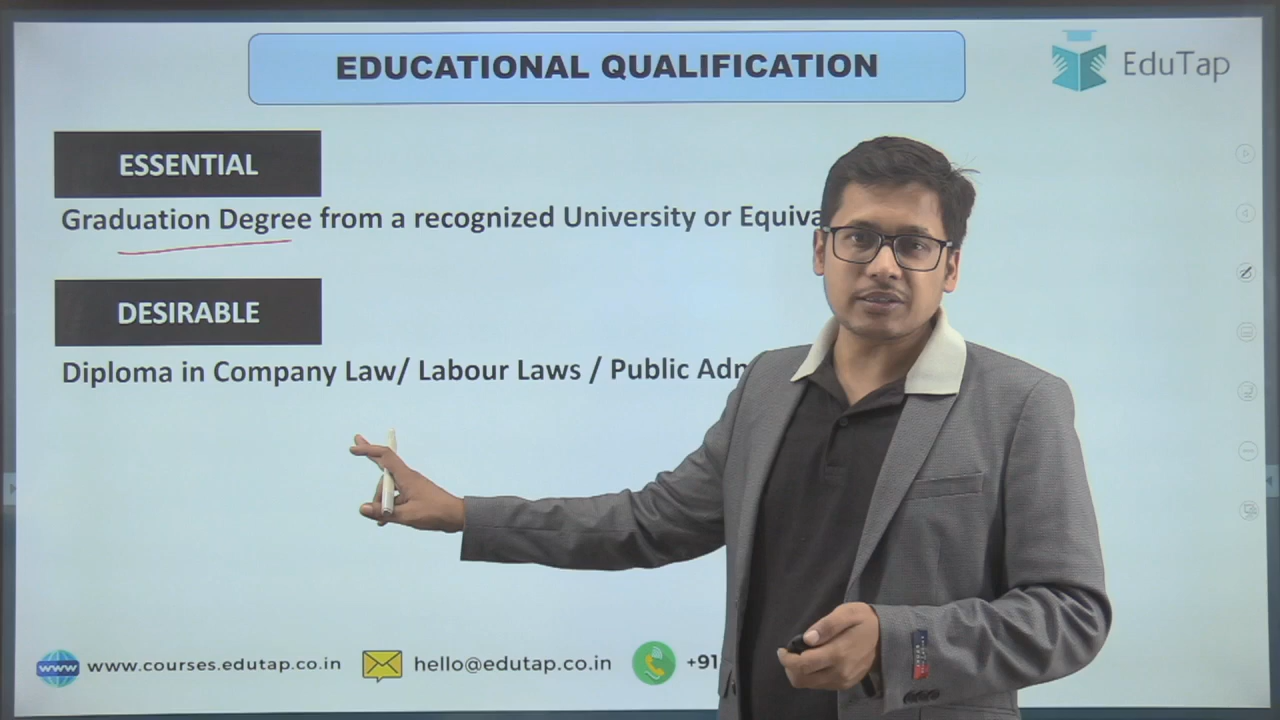 EDUCATIONAL QUALIFICATION
EduTap
ESSENTIAL
Graduation Degree from a recognized University or
DESIRABLE
Diploma in Company Law/ Labour Laws / Public
www
www.courses.edutap.co.in
hello@edutap.co.in
+91